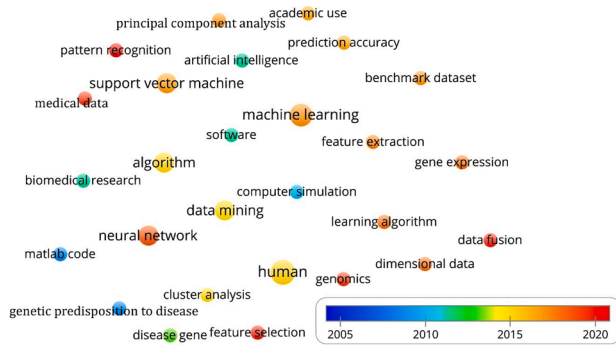 academic use
principal component analysis
prediction accuracy
pattern recognition
artificial intelligence
benchmark dataset
support vector machine
medical data
machine learning
software
feature extraction
algorithm
gene expression
biomedical research
computer simulation
data mining
learning algorithm
neural network
data fusion
matlab code
dimensional data
human
genomics
cluster analysis
genetic predisposition to disease
disease gene
feature selection
2005 2010 2015 2020